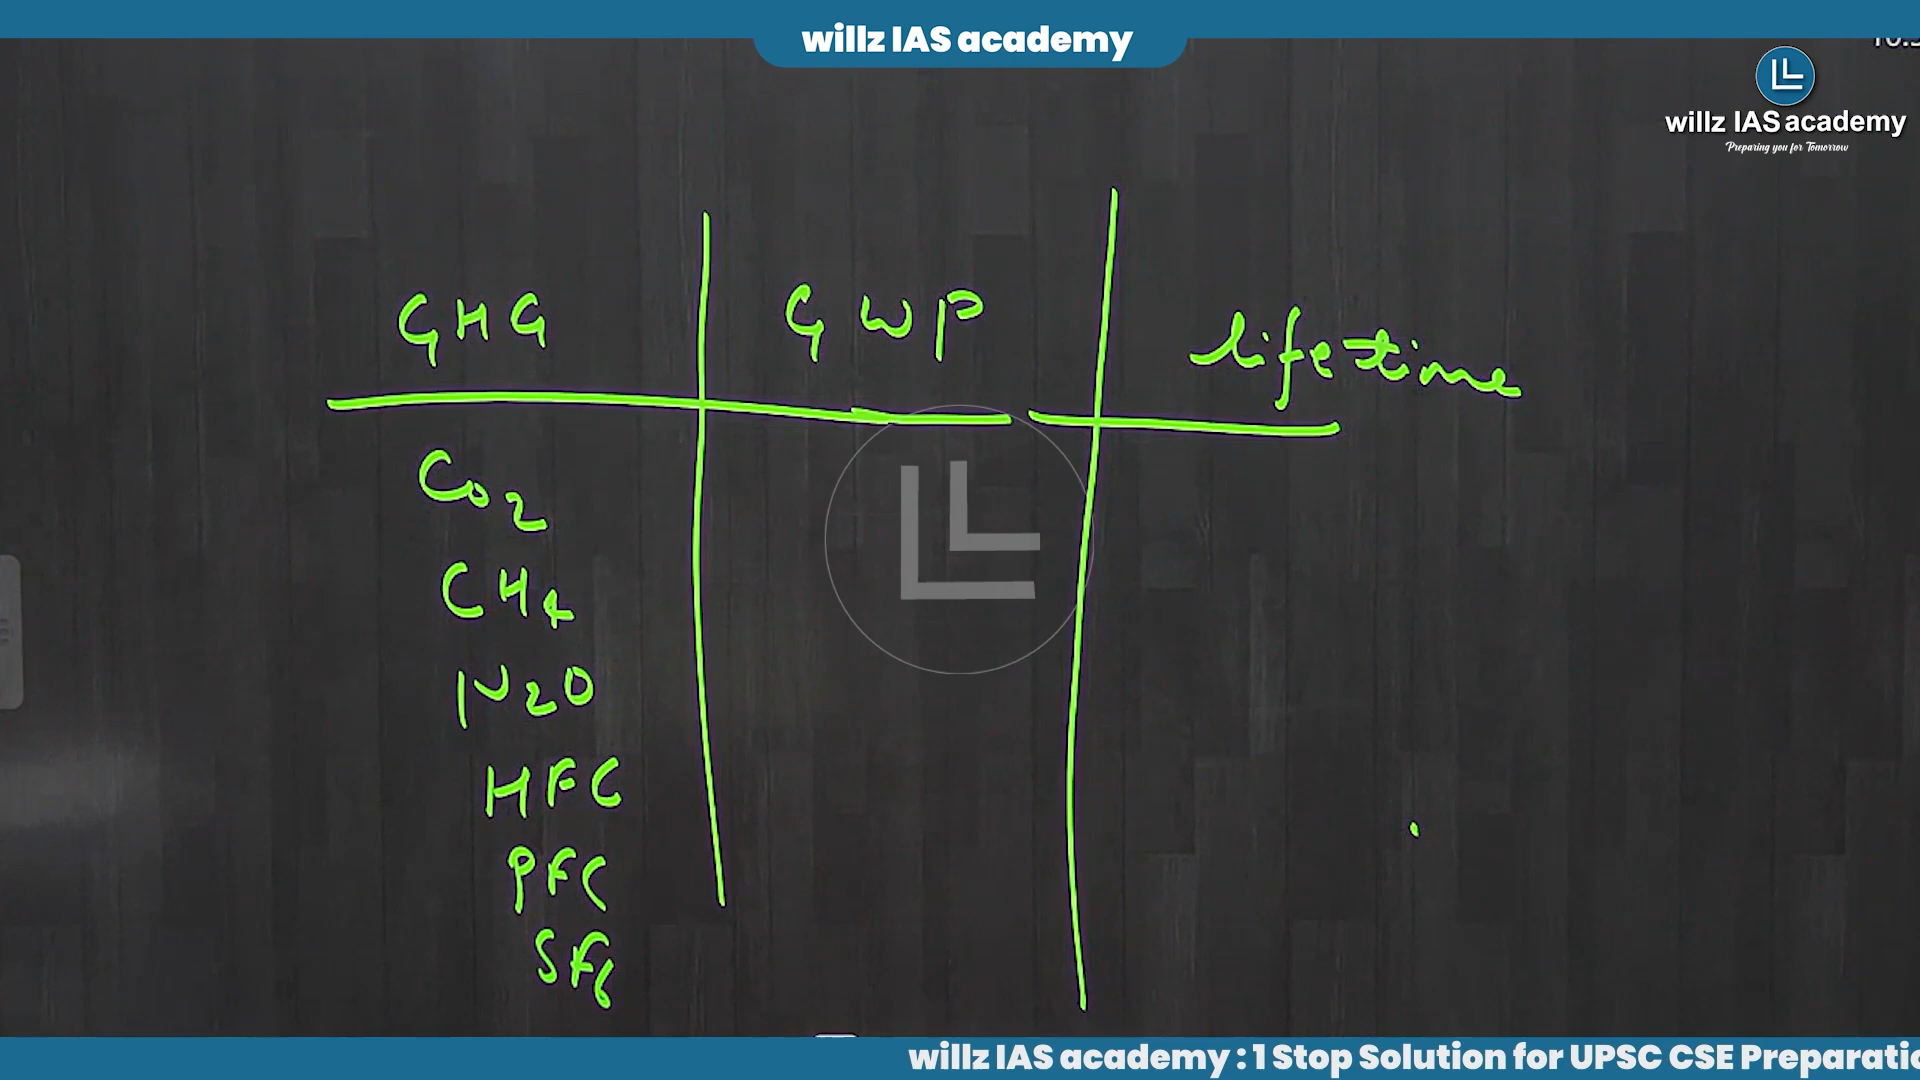 willz IAS academy
willz IAS academy
Preparing you for Tomorrow
GHG GWP lifetime
CO2
CH4
N2O
HFC
PFC
SF6
willz IAS academy : 1 Stop Solution for UPSC CSE Preparatio